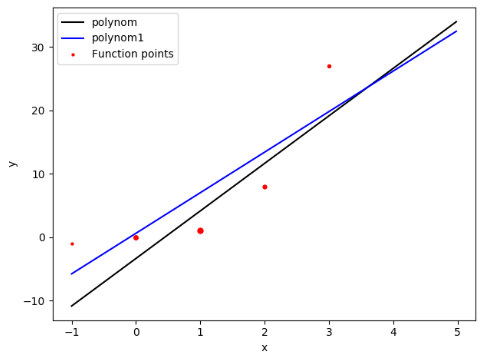 polynom
polynom1
Function points
30
20
10
0
−10
y
−1 0 1 2 3 4 5
x